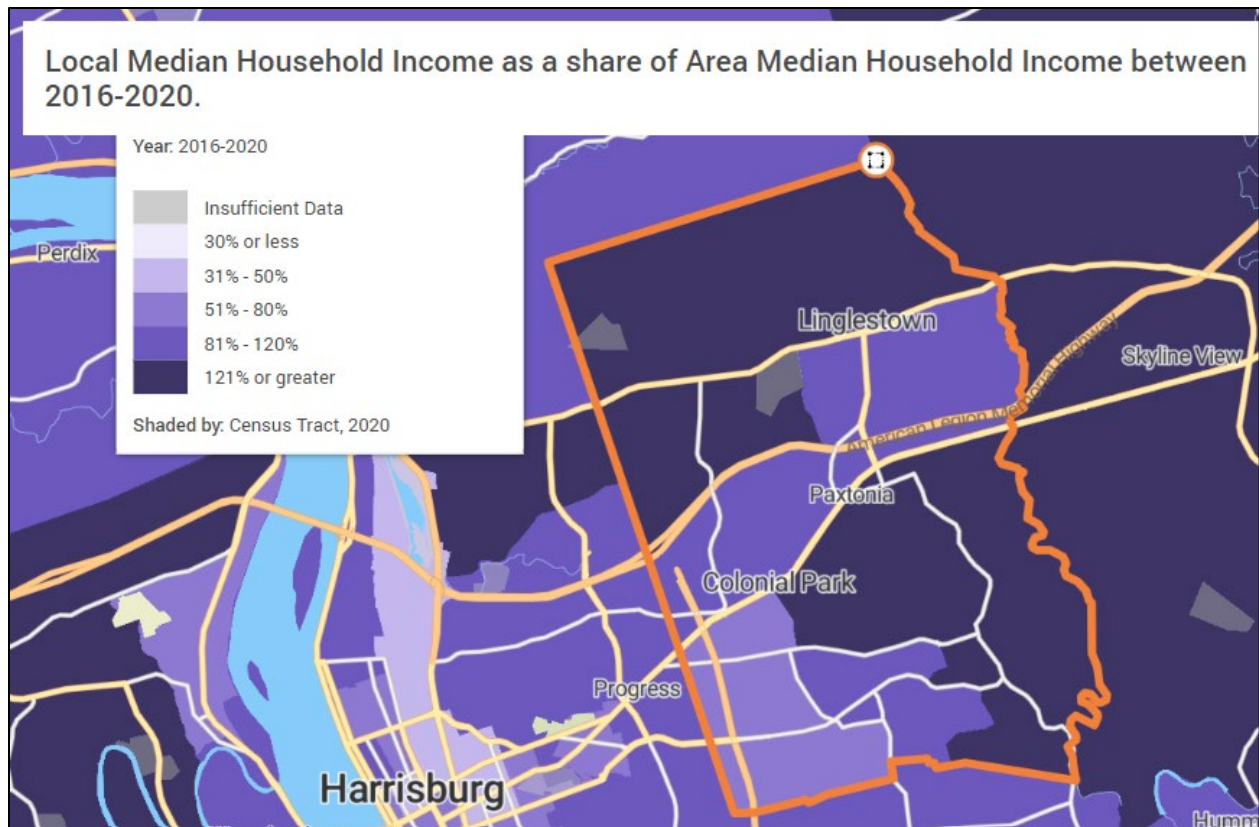 Local Median Household Income as a share of Area Median Household Income between
2016-2020.
Year: 2016-2020
Insufficient Data
30% or less
31% - 50%
51% - 80%
81% - 120%
121% or greater
Shaded by: Census Tract, 2020
Perdix
Linglestown
Skyline View
American Legion Memorial Highway
Paxtonia
Colonial Park
Progress
Harrisburg
Humm